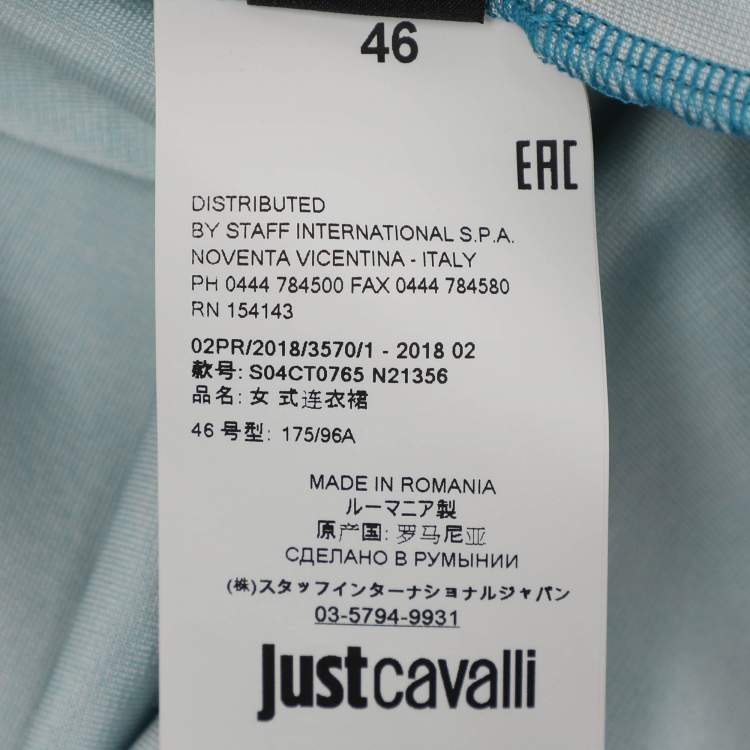 46
EAC
DISTRIBUTED
BY STAFF INTERNATIONAL S.P.A.
NOVENTA VICENTINA - ITALY
PH 0444 784500 FAX 0444 784580
RN 154143
02PR/2018/3570/1 - 2018 02
款号: S04CT0765 N21356
品名: 女 式连衣裙
46 号型: 175/96A
MADE IN ROMANIA
ルーマニア製
原产国: 罗马尼亚
СДЕЛАНО В РУМЫНИИ
(株)スタッフインターナショナルジャパン
03-5794-9931
justcavalli